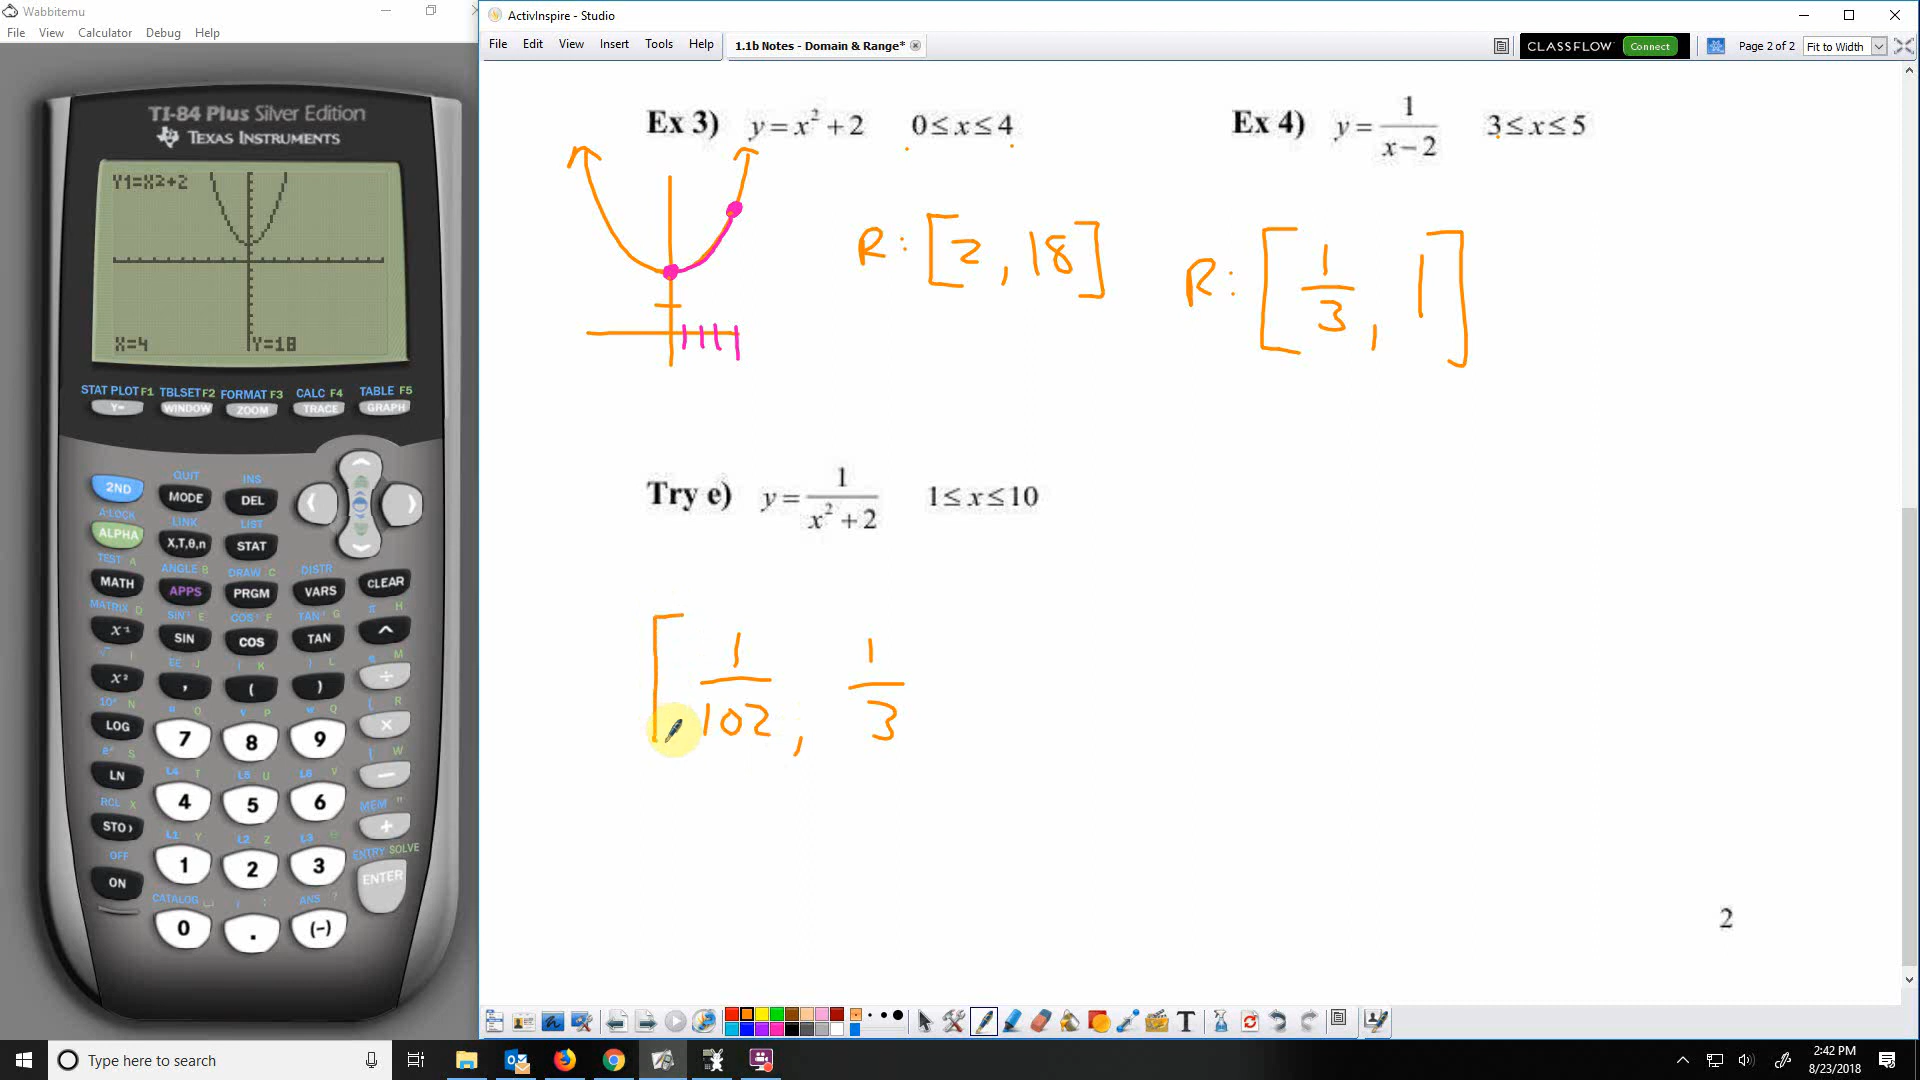 Wabbitemu
File View Calculator Debug Help
TI-84 Plus Silver Edition
TEXAS INSTRUMENTS
Y1=X2+2
X=4 Y=18
STAT PLOT F1 TBLSET F2 FORMAT F3 CALC F4 TABLE F5
Y= WINDOW ZOOM TRACE GRAPH
QUIT INS
2ND MODE DEL
A-LOCK LINK LIST
ALPHA X,T,θ,n STAT
TEST A ANGLE B DRAW C DISTR
MATH APPS PRGM VARS CLEAR
MATRIX D SIN⁻¹ E COS⁻¹ F TAN⁻¹ G π H
x⁻¹ SIN COS TAN ^
√ I EE J { K } L e M
x² , ( ) ÷
10ˣ N u O v P w Q [ R
LOG 7 8 9 ×
eˣ S L4 T L5 U L6 V ] W
LN 4 5 6 −
RCL X L1 Y L2 Z L3 θ MEM "
STO› 1 2 3 +
OFF CATALOG ⎵ i : ANS ? ENTRY SOLVE
ON 0 . (−) ENTER
ActivInspire - Studio
File Edit View Insert Tools Help 1.1b Notes - Domain & Range* CLASSFLOW Connect Page 2 of 2 Fit to Width
Ex 3) y = x² + 2 0 ≤ x ≤ 4 Ex 4) y = 1/(x − 2) 3 ≤ x ≤ 5
R: [2, 18] R: [1/3, 1]
Try e) y = 1/(x² + 2) 1 ≤ x ≤ 10
[1/102, 1/3
2
Type here to search
2:42 PM
8/23/2018